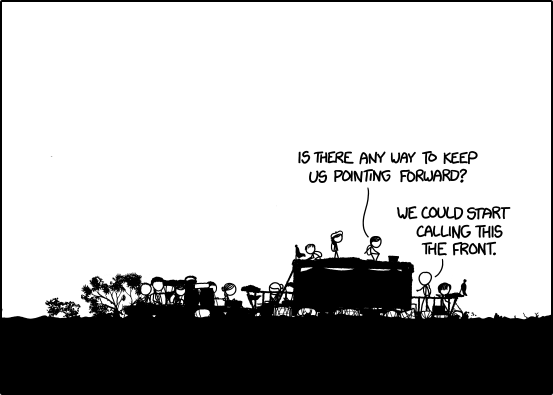 IS THERE ANY WAY TO KEEP
US POINTING FORWARD?
WE COULD START
CALLING THIS
THE FRONT.